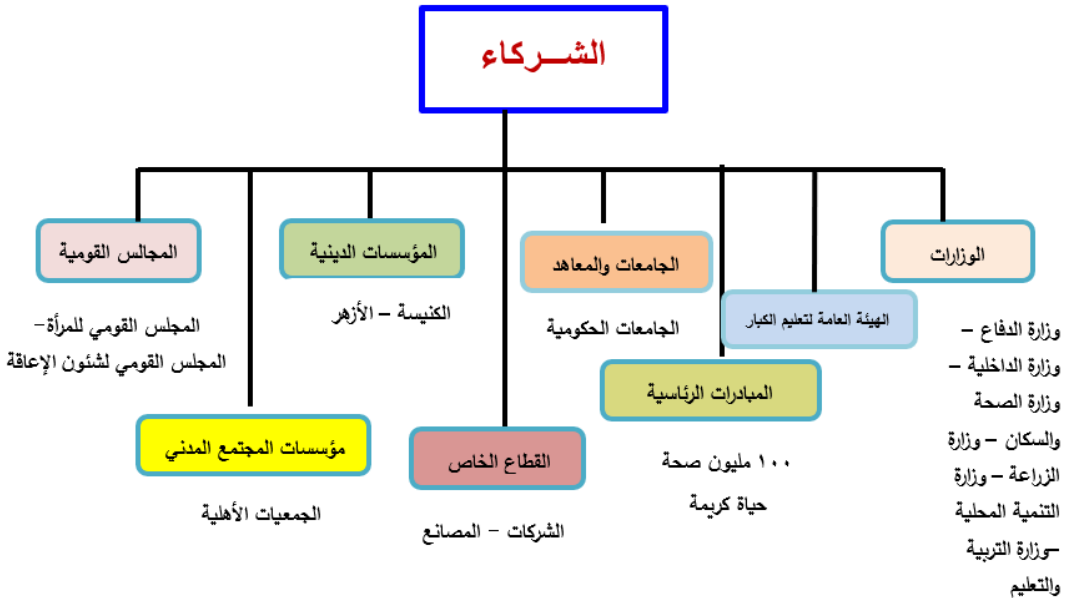 الشـــركاء
الوزارات
وزارة الدفاع –
وزارة الداخلية –
وزارة الصحة
والسكان – وزارة
الزراعة – وزارة
التنمية المحلية
–وزارة التربية
والتعليم
الهيئة العامة لتعليم الكبار
الجامعات والمعاهد
الجامعات الحكومية
المبادرات الرئاسية
١٠٠ مليون صحة
حياة كريمة
القطاع الخاص
الشركات – المصانع
المؤسسات الدينية
الكنيسة – الأزهر
مؤسسات المجتمع المدني
الجمعيات الأهلية
المجالس القومية
المجلس القومي للمرأة–
المجلس القومي لشئون الإعاقة